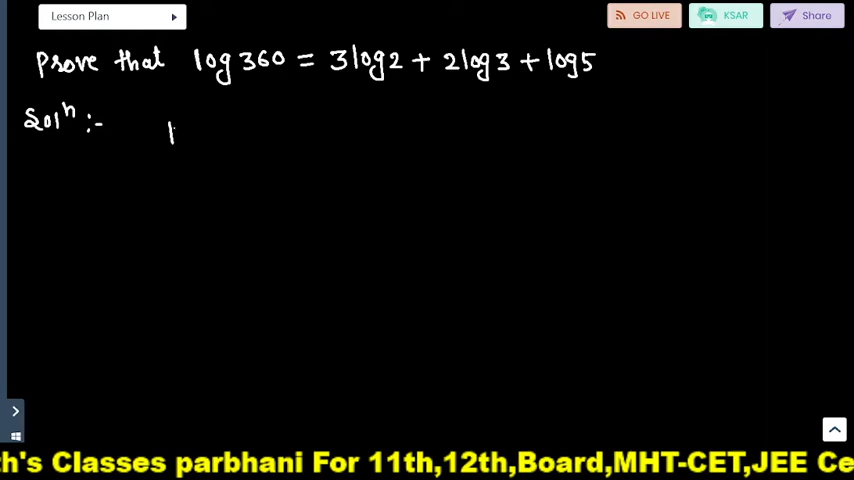 Lesson Plan
GO LIVE
KSAR
Share
Prove that log 360 = 3log2 + 2log3 + log5
Solⁿ :-
th's Classes parbhani For 11th,12th,Board,MHT-CET,JEE Ce